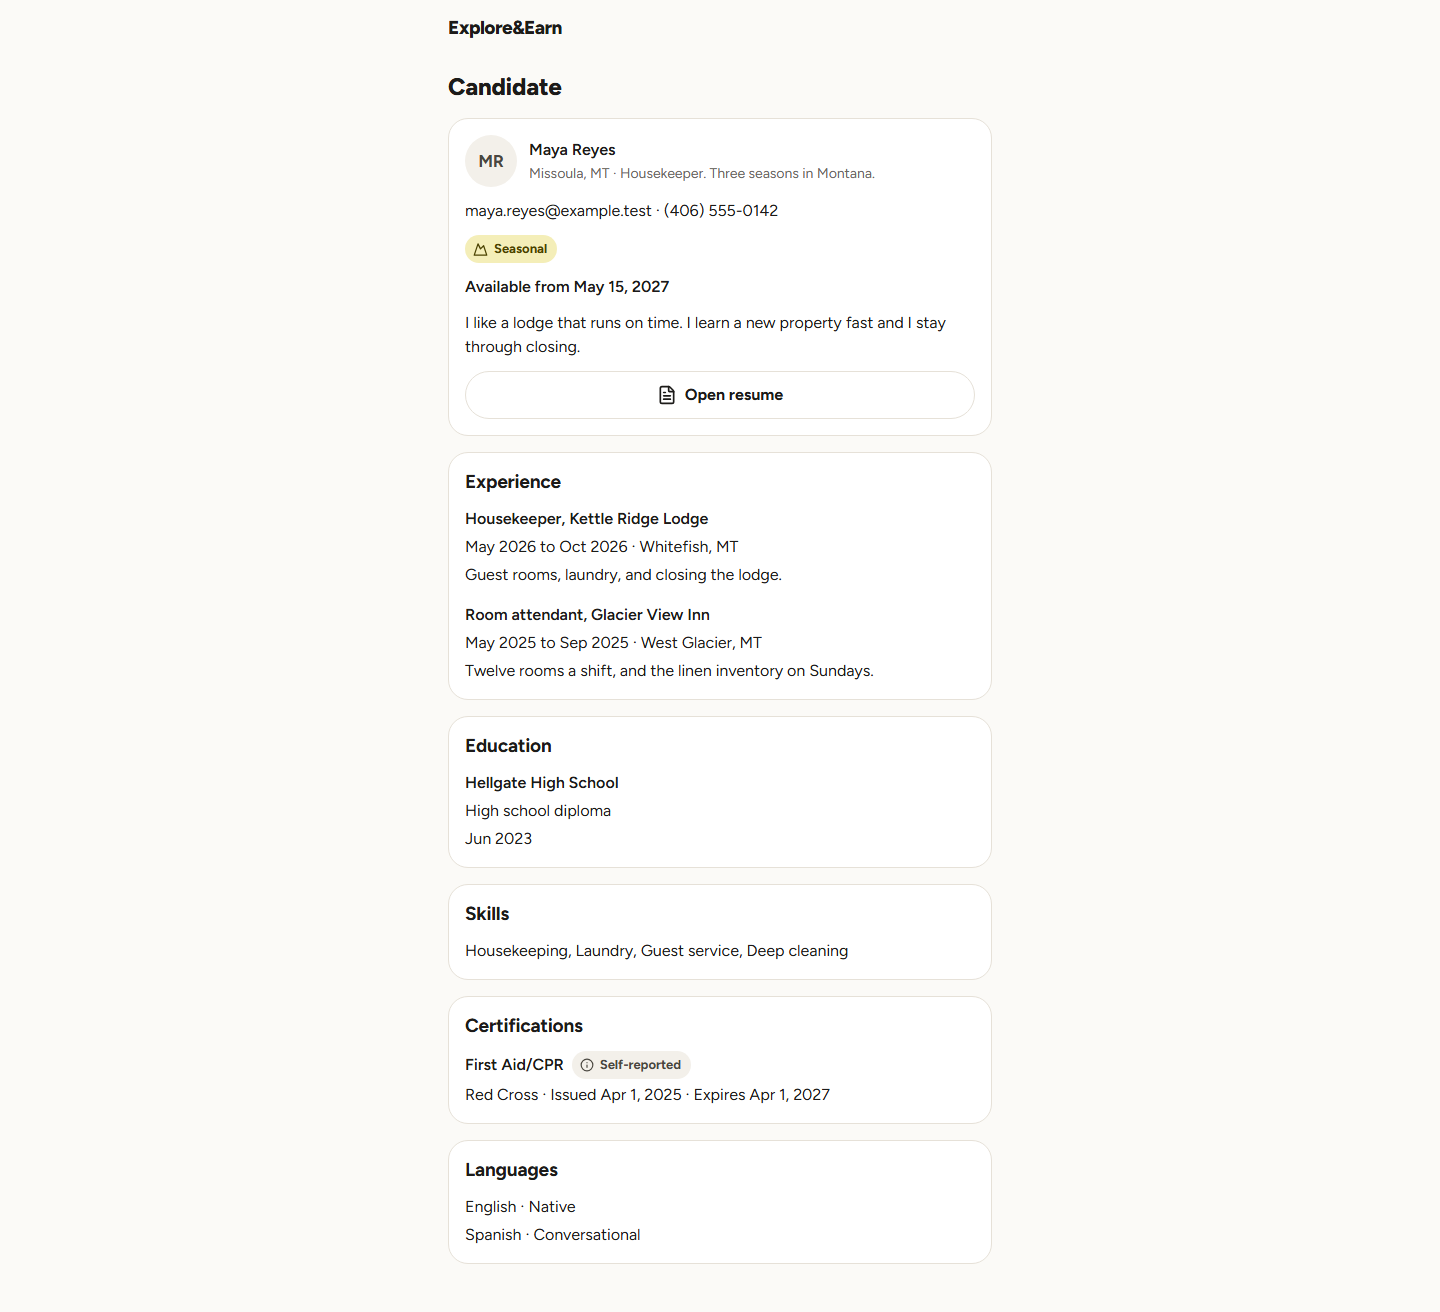 Explore&Earn
Candidate
MR
Maya Reyes
Missoula, MT · Housekeeper. Three seasons in Montana.
maya.reyes@example.test · (406) 555-0142
Seasonal
Available from May 15, 2027
I like a lodge that runs on time. I learn a new property fast and I stay
through closing.
Open resume
Experience
Housekeeper, Kettle Ridge Lodge
May 2026 to Oct 2026 · Whitefish, MT
Guest rooms, laundry, and closing the lodge.
Room attendant, Glacier View Inn
May 2025 to Sep 2025 · West Glacier, MT
Twelve rooms a shift, and the linen inventory on Sundays.
Education
Hellgate High School
High school diploma
Jun 2023
Skills
Housekeeping, Laundry, Guest service, Deep cleaning
Certifications
First Aid/CPR Self-reported
Red Cross · Issued Apr 1, 2025 · Expires Apr 1, 2027
Languages
English · Native
Spanish · Conversational